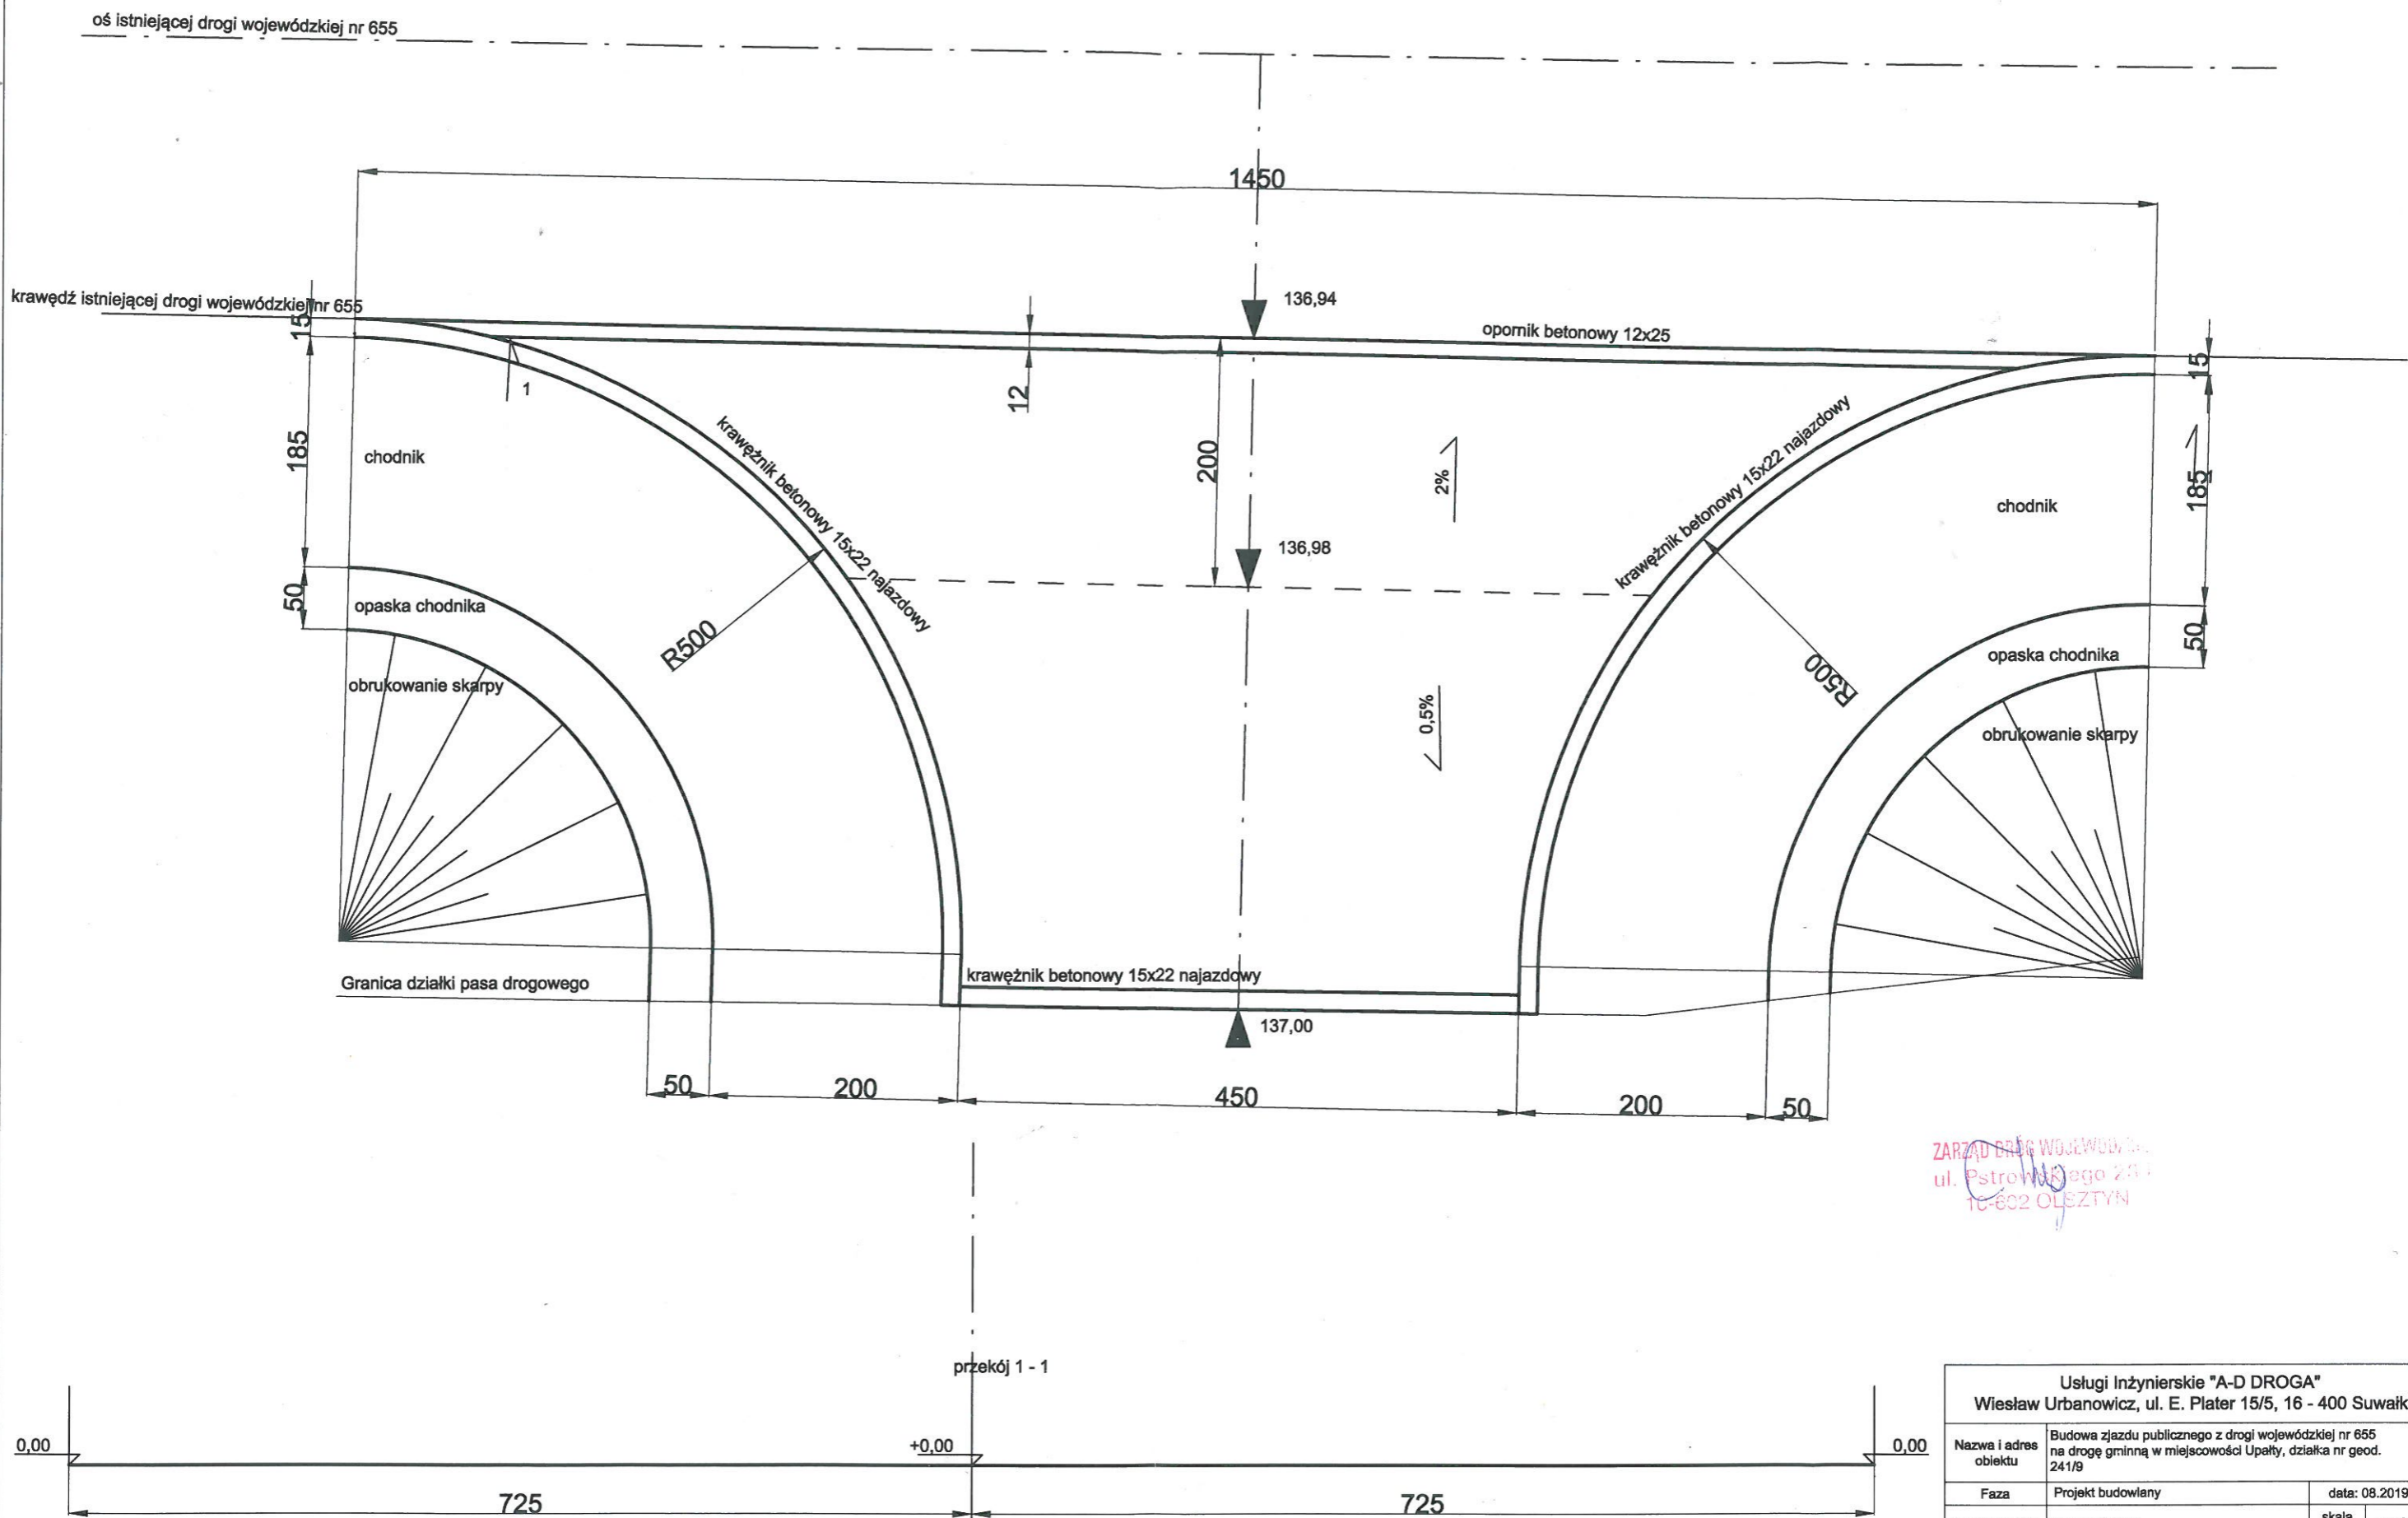 oś istniejącej drogi wojewódzkiej nr 655
1450
krawędź istniejącej drogi wojewódzkiej nr 655
136,94
opornik betonowy 12x25
15
15
1
12
185
chodnik
krawężnik betonowy 15x22 najazdowy
200
2%
krawężnik betonowy 15x22 najazdowy
185
chodnik
136,98
50
opaska chodnika
R500
R500
50
opaska chodnika
obrukowanie skarpy
0,5%
obrukowanie skarpy
Granica działki pasa drogowego
krawężnik betonowy 15x22 najazdowy
137,00
50
200
450
200
50
ZARZĄD DRÓG
ul. Pstrowskiego
10-602 OLSZTYN
przekój 1 - 1
0,00
+0,00
0,00
725
725
Usługi Inżynierskie "A-D DROGA"
Wiesław Urbanowicz, ul. E. Plater 15/5, 16 - 400 Suwałk
Nazwa i adres
obiektu
Budowa zjazdu publicznego z drogi wojewódzkiej nr 655
na drogę gminną w miejscowości Upałty, działka nr geod.
241/9
Faza
Projekt budowlany
data: 08.2019
skala